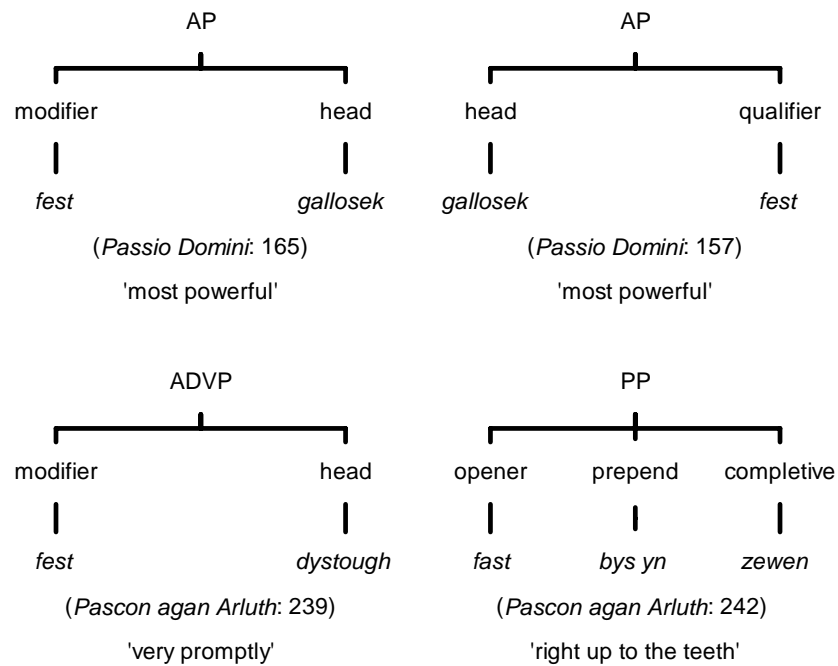 AP AP
modifier head head qualifier
fest gallosek gallosek fest
(Passio Domini: 165) (Passio Domini: 157)
'most powerful' 'most powerful'
ADVP PP
modifier head opener prepend completive
fest dystough fast bys yn zewen
(Pascon agan Arluth: 239) (Pascon agan Arluth: 242)
'very promptly' 'right up to the teeth'